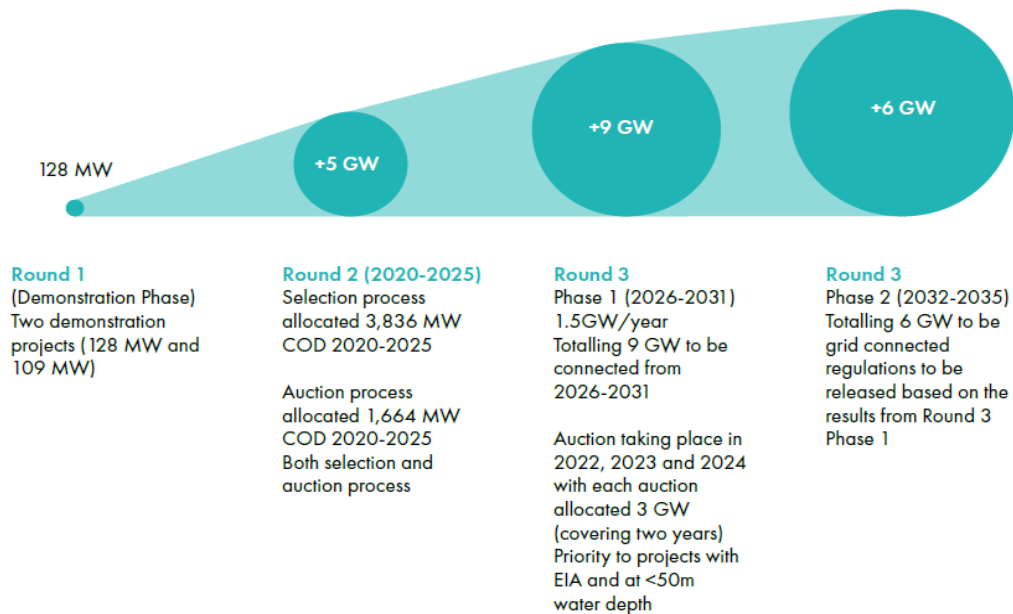 128 MW
+5 GW
+9 GW
+6 GW
Round 1
(Demonstration Phase)
Two demonstration
projects (128 MW and
109 MW)
Round 2 (2020-2025)
Selection process
allocated 3,836 MW
COD 2020-2025
Auction process
allocated 1,664 MW
COD 2020-2025
Both selection and
auction process
Round 3
Phase 1 (2026-2031)
1.5GW/year
Totalling 9 GW to be
connected from
2026-2031
Auction taking place in
2022, 2023 and 2024
with each auction
allocated 3 GW
(covering two years)
Priority to projects with
EIA and at <50m
water depth
Round 3
Phase 2 (2032-2035)
Totalling 6 GW to be
grid connected
regulations to be
released based on the
results from Round 3
Phase 1